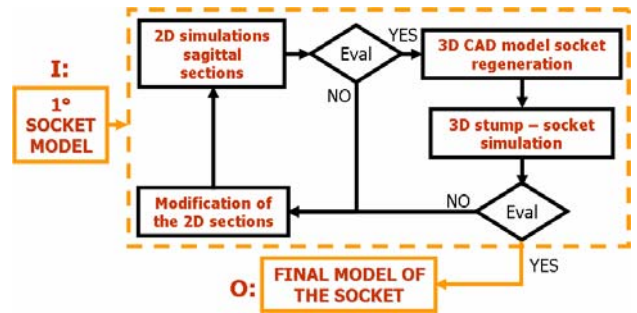 I:
1°
SOCKET
MODEL
2D simulations
sagittal
sections
Eval
YES
NO
3D CAD model socket
regeneration
3D stump – socket
simulation
Eval
NO
YES
Modification of
the 2D sections
O:
FINAL MODEL OF
THE SOCKET